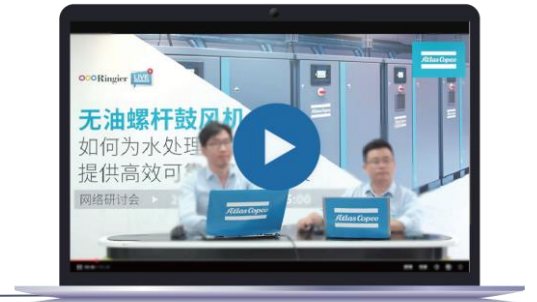 Ringier LIVE
Atlas Copco
无油螺杆鼓风机
如何为水处理
提供高效可
网络研讨会
Atlas Copco
Atlas Copco